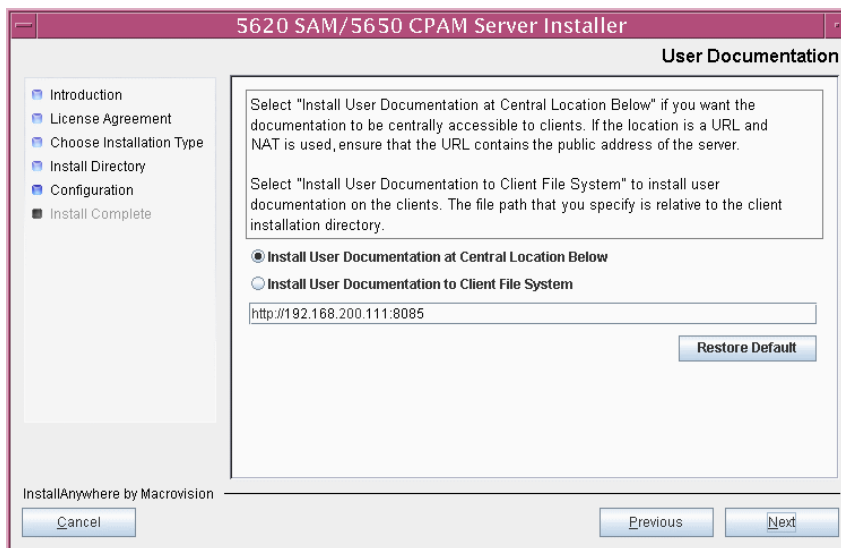 5620 SAM/5650 CPAM Server Installer
User Documentation
Introduction
License Agreement
Choose Installation Type
Install Directory
Configuration
Install Complete
Select "Install User Documentation at Central Location Below" if you want the
documentation to be centrally accessible to clients. If the location is a URL and
NAT is used, ensure that the URL contains the public address of the server.
Select "Install User Documentation to Client File System" to install user
documentation on the clients. The file path that you specify is relative to the client
installation directory.
Install User Documentation at Central Location Below
Install User Documentation to Client File System
http://192.168.200.111:8085
Restore Default
InstallAnywhere by Macrovision
Cancel
Previous
Next